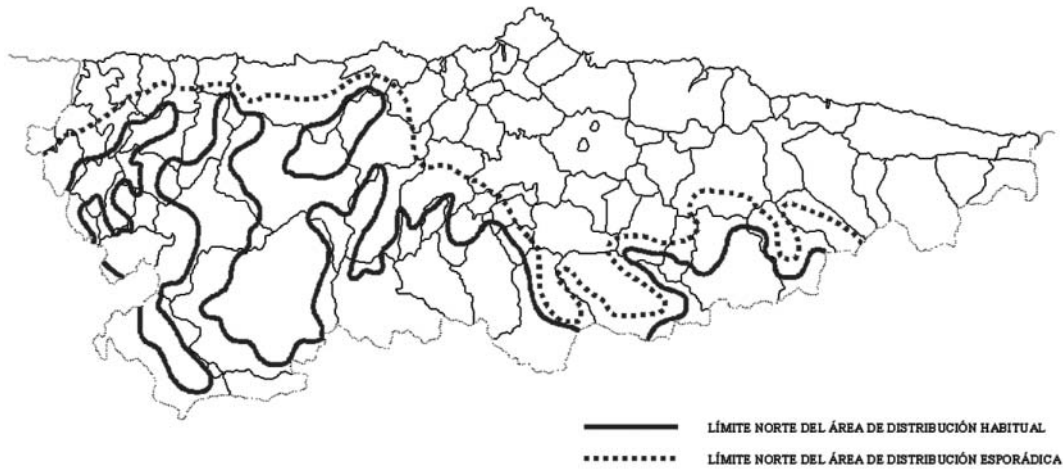 LÍMITE NORTE DEL ÁREA DE DISTRIBUCIÓN HABITUAL
LÍMITE NORTE DEL ÁREA DE DISTRIBUCIÓN ESPORÁDICA